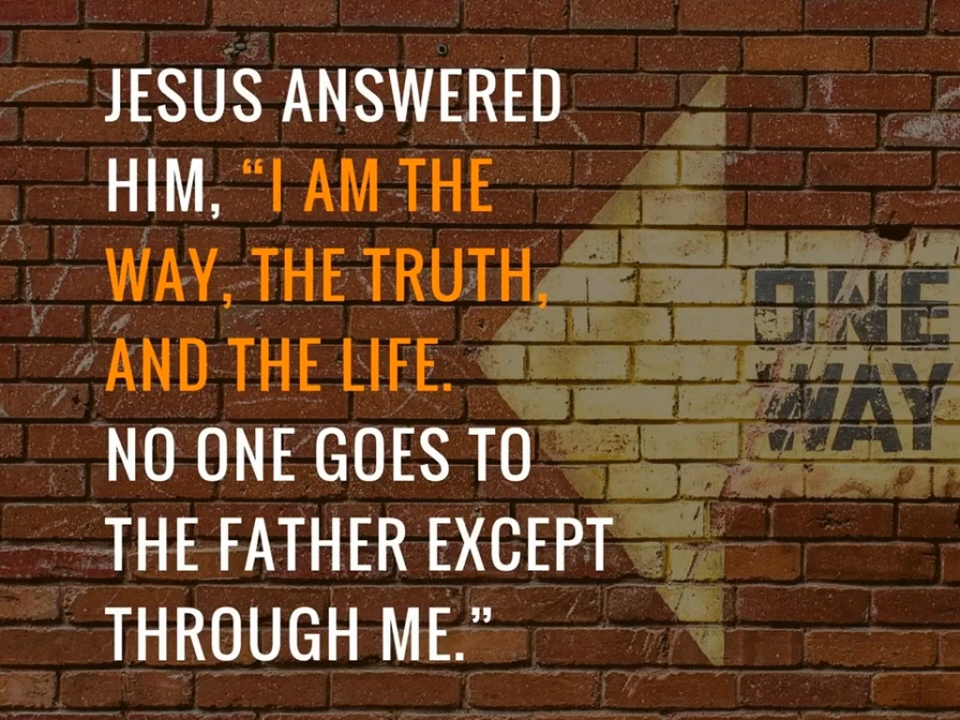 JESUS ANSWERED
HIM, “I AM THE
WAY, THE TRUTH,
AND THE LIFE.
NO ONE GOES TO
THE FATHER EXCEPT
THROUGH ME.”
ONE
WAY